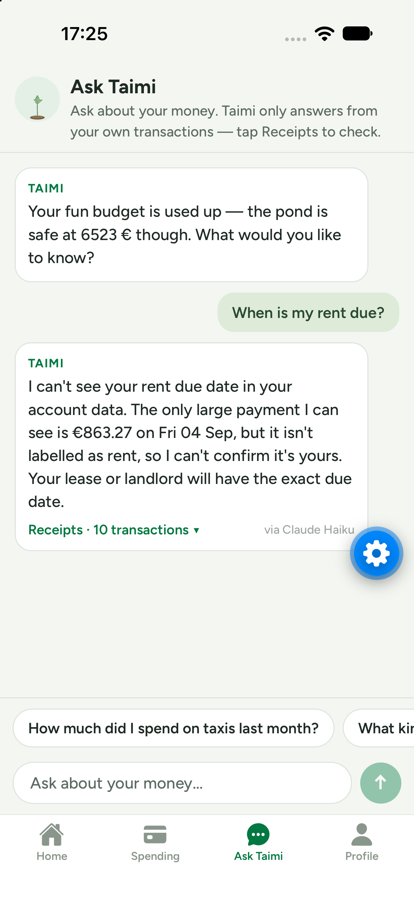 17:25
Ask Taimi
Ask about your money. Taimi only answers from
your own transactions — tap Receipts to check.
TAIMI
Your fun budget is used up — the pond is
safe at 6523 € though. What would you like
to know?
When is my rent due?
TAIMI
I can't see your rent due date in your
account data. The only large payment I can
see is €863.27 on Fri 04 Sep, but it isn't
labelled as rent, so I can't confirm it's yours.
Your lease or landlord will have the exact due
date.
Receipts · 10 transactions ▾
via Claude Haiku
How much did I spend on taxis last month?
What kin
Ask about your money...
Home
Spending
Ask Taimi
Profile